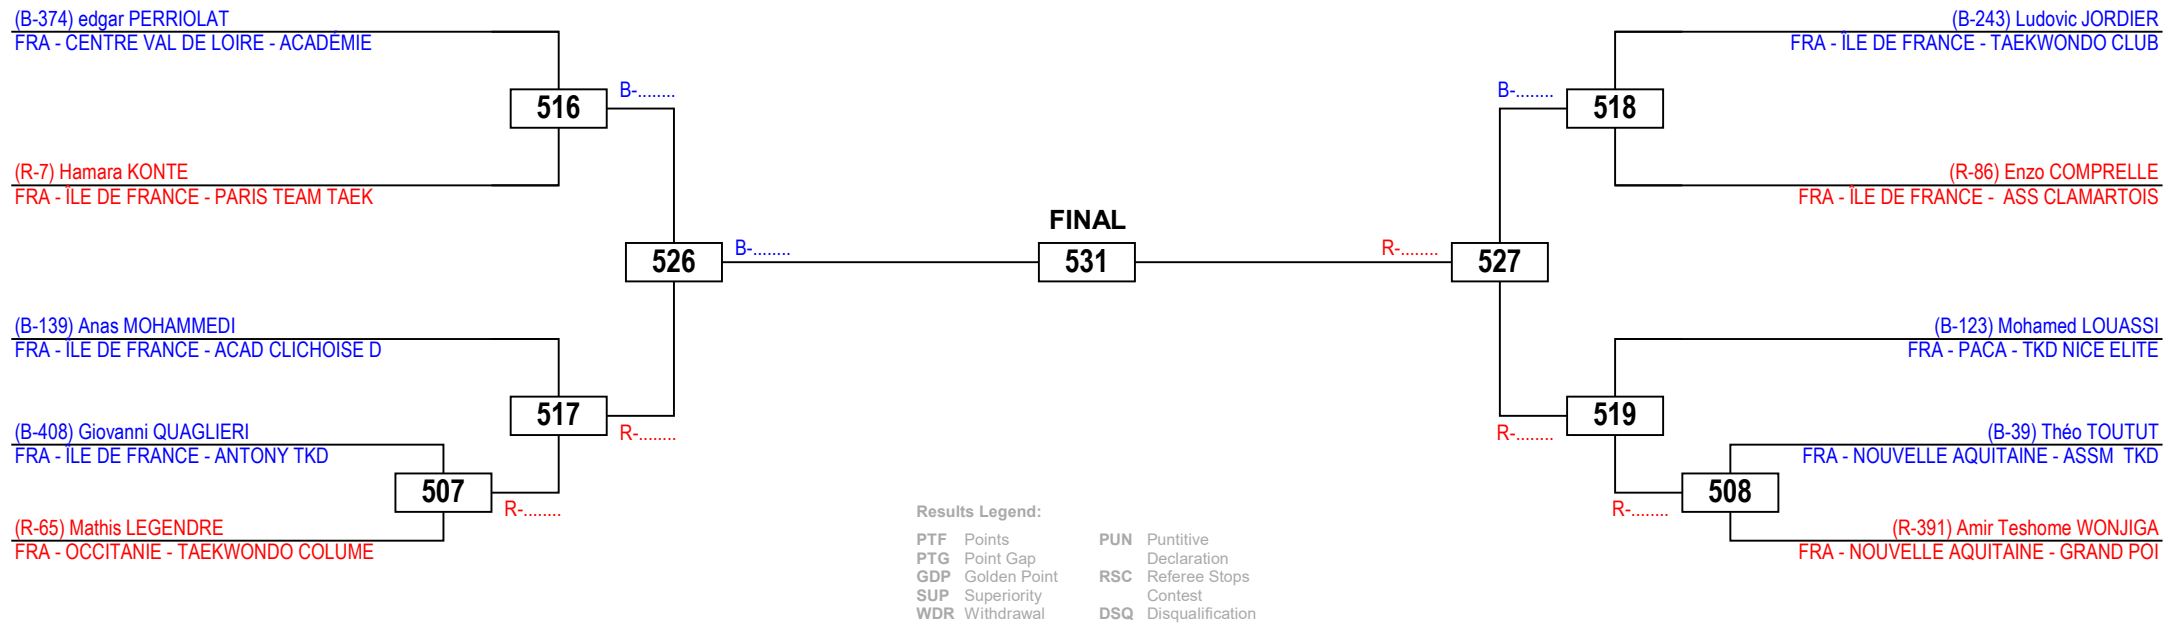 (B-374) edgar PERRIOLAT
FRA - CENTRE VAL DE LOIRE - ACADÉMIE
516
B-........
(R-7) Hamara KONTE
FRA - ÎLE DE FRANCE - PARIS TEAM TAEK
526
B-........
(B-139) Anas MOHAMMEDI
FRA - ÎLE DE FRANCE - ACAD CLICHOISE D
517
R-........
(B-408) Giovanni QUAGLIERI
FRA - ÎLE DE FRANCE - ANTONY TKD
507
R-........
(R-65) Mathis LEGENDRE
FRA - OCCITANIE - TAEKWONDO COLUME
FINAL
531
(B-243) Ludovic JORDIER
FRA - ÎLE DE FRANCE - TAEKWONDO CLUB
B-........
518
(R-86) Enzo COMPRELLE
FRA - ÎLE DE FRANCE -  ASS CLAMARTOIS
R-........
527
(B-123) Mohamed LOUASSI
FRA - PACA - TKD NICE ELITE
519
R-........
(B-39) Théo TOUTUT
FRA - NOUVELLE AQUITAINE - ASSM  TKD
508
R-........
(R-391) Amir Teshome WONJIGA
FRA - NOUVELLE AQUITAINE - GRAND POI
Results Legend:
PTF Points
PTG Point Gap
GDP Golden Point
SUP Superiority
WDR Withdrawal
PUN Puntitive
Declaration
RSC Referee Stops
Contest
DSQ Disqualification